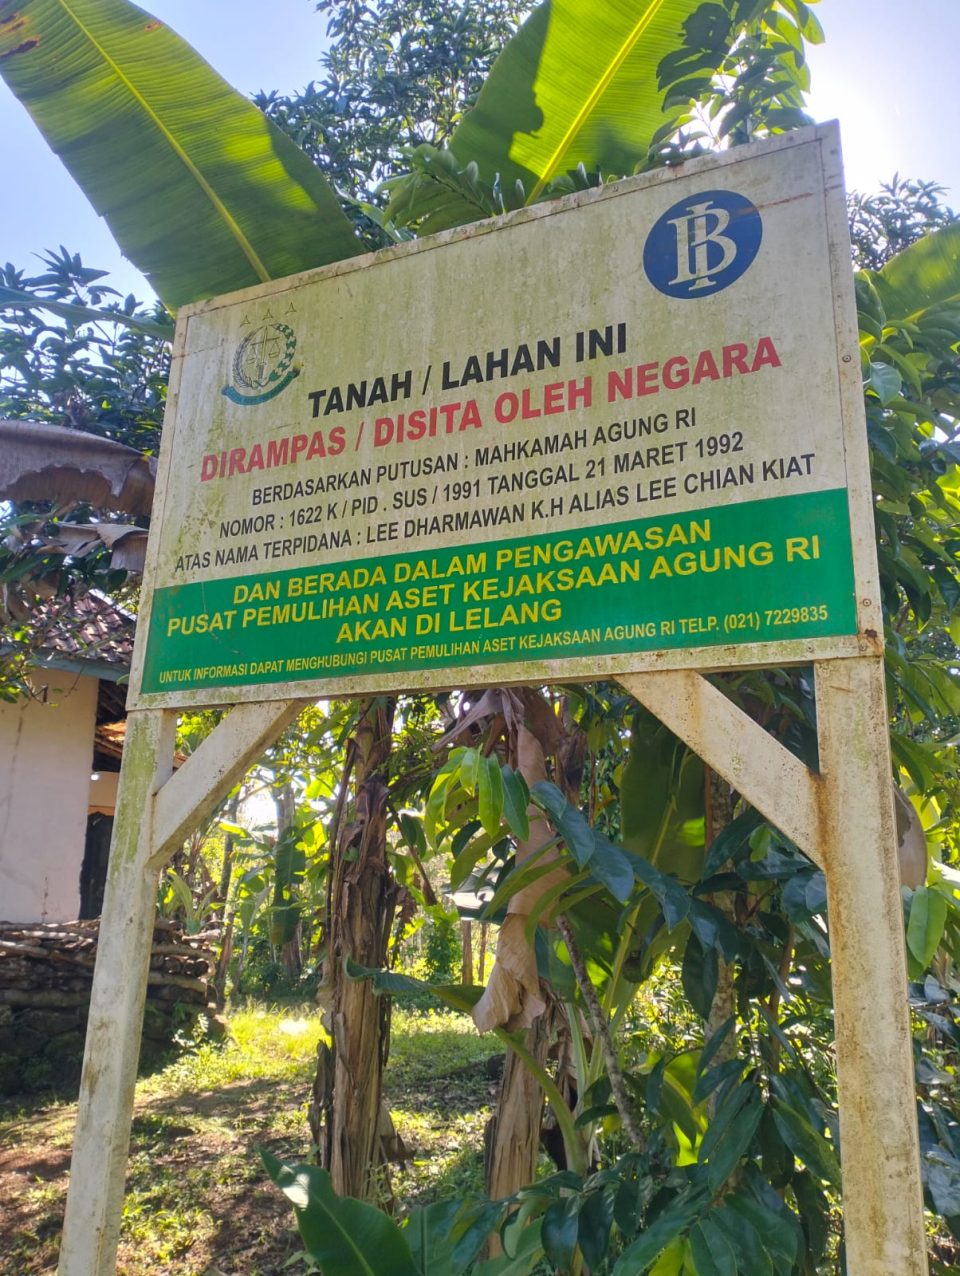 BI
TANAH / LAHAN INI
DIRAMPAS / DISITA OLEH NEGARA
BERDASARKAN PUTUSAN : MAHKAMAH AGUNG RI
NOMOR : 1622 K / PID . SUS / 1991 TANGGAL 21 MARET 1992
ATAS NAMA TERPIDANA : LEE DHARMAWAN K.H ALIAS LEE CHIAN KIAT
DAN BERADA DALAM PENGAWASAN
PUSAT PEMULIHAN ASET KEJAKSAAN AGUNG RI
AKAN DI LELANG
UNTUK INFORMASI DAPAT MENGHUBUNGI PUSAT PEMULIHAN ASET KEJAKSAAN AGUNG RI TELP. (021) 7229835